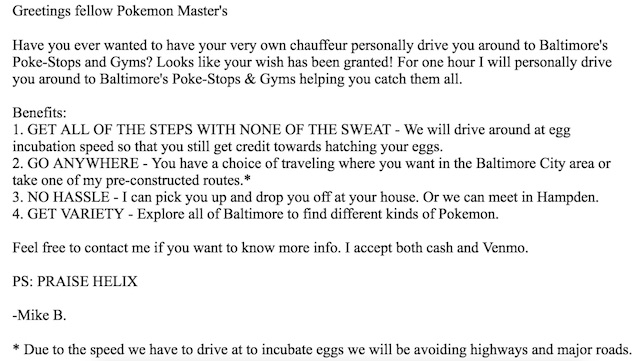 Greetings fellow Pokemon Master's
Have you ever wanted to have your very own chauffeur personally drive you around to Baltimore's
Poke-Stops and Gyms? Looks like your wish has been granted! For one hour I will personally drive
you around to Baltimore's Poke-Stops & Gyms helping you catch them all.
Benefits:
1. GET ALL OF THE STEPS WITH NONE OF THE SWEAT - We will drive around at egg
incubation speed so that you still get credit towards hatching your eggs.
2. GO ANYWHERE - You have a choice of traveling where you want in the Baltimore City area or
take one of my pre-constructed routes.*
3. NO HASSLE - I can pick you up and drop you off at your house. Or we can meet in Hampden.
4. GET VARIETY - Explore all of Baltimore to find different kinds of Pokemon.
Feel free to contact me if you want to know more info. I accept both cash and Venmo.
PS: PRAISE HELIX
-Mike B.
* Due to the speed we have to drive at to incubate eggs we will be avoiding highways and major roads.